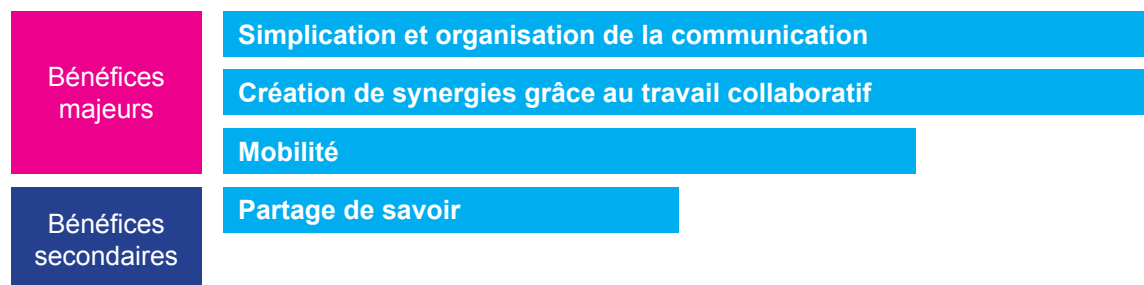 Bénéfices
majeurs
Simplication et organisation de la communication
Création de synergies grâce au travail collaboratif
Mobilité
Bénéfices
secondaires
Partage de savoir